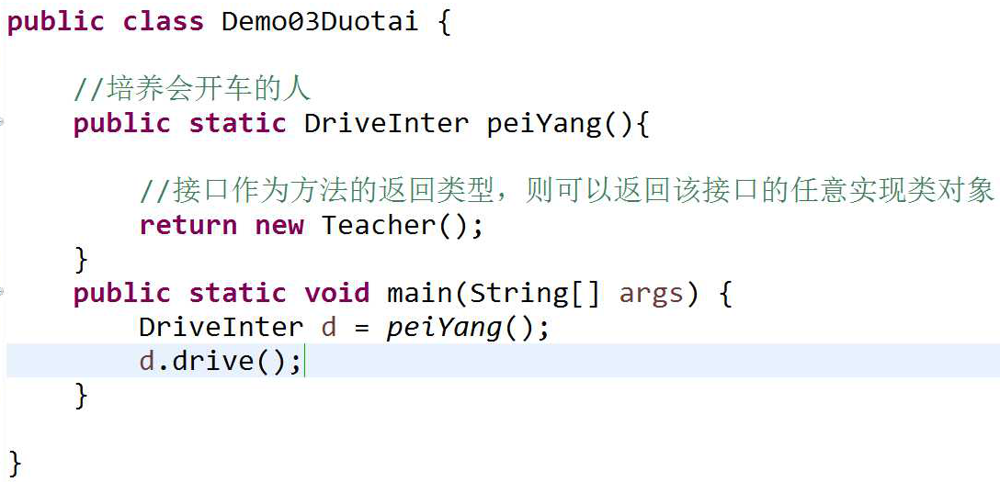 public class Demo03Duotai {
//培养会开车的人
public static DriveInter peiYang(){
//接口作为方法的返回类型，则可以返回该接口的任意实现类对象
return new Teacher();
}
public static void main(String[] args) {
DriveInter d = peiYang();
d.drive();
}
}